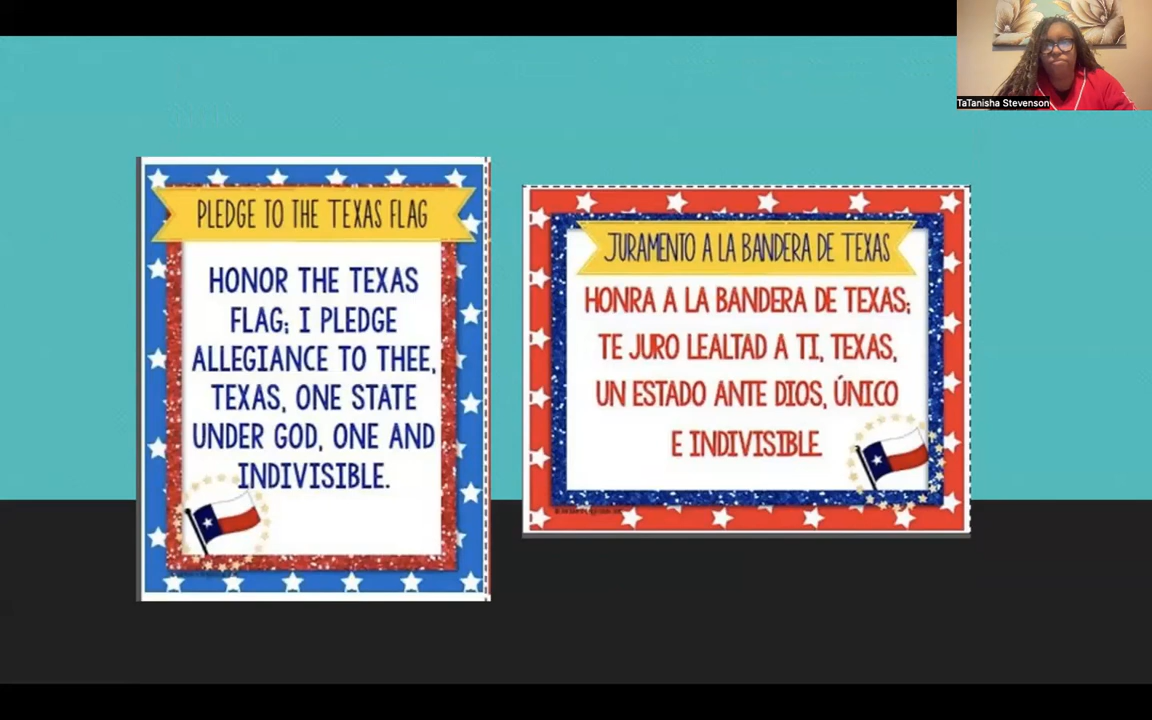 TaTanisha Stevenson
PLEDGE TO THE TEXAS FLAG
HONOR THE TEXAS
FLAG; I PLEDGE
ALLEGIANCE TO THEE,
TEXAS, ONE STATE
UNDER GOD, ONE AND
INDIVISIBLE.
JURAMENTO A LA BANDERA DE TEXAS
HONRA A LA BANDERA DE TEXAS;
TE JURO LEALTAD A TI, TEXAS,
UN ESTADO ANTE DIOS, ÚNICO
E INDIVISIBLE.